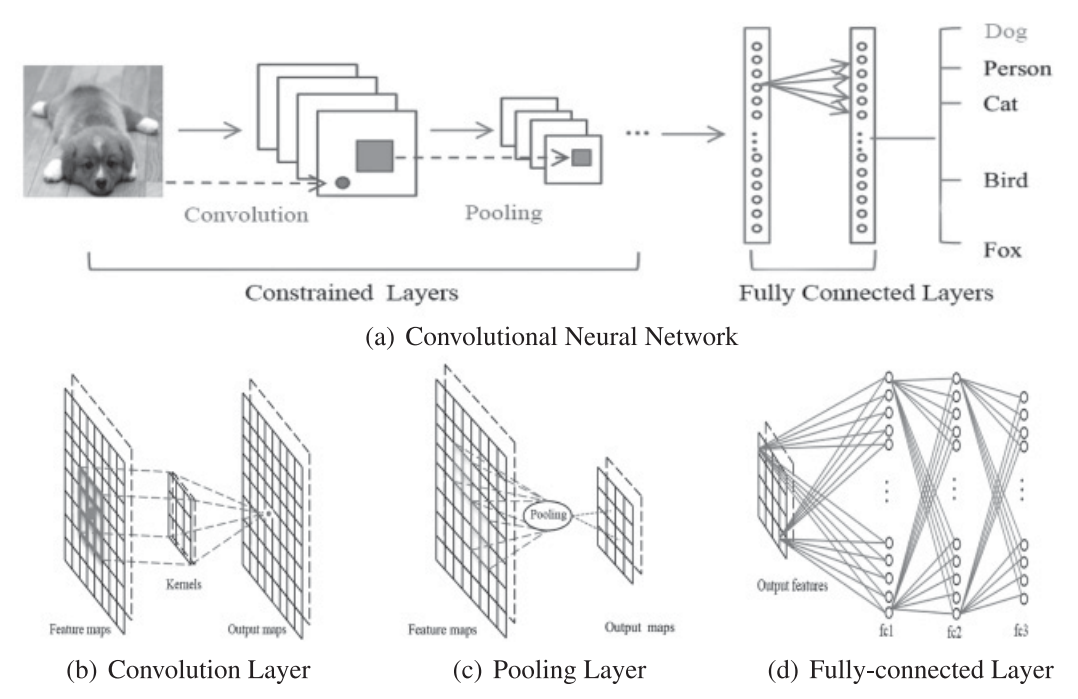 Dog
Person
Cat
Bird
Fox
Convolution
Pooling
Constrained Layers
Fully Connected Layers
(a) Convolutional Neural Network
Kernels
Feature maps
Output maps
(b) Convolution Layer
Pooling
Feature maps
Output maps
(c) Pooling Layer
Output features
fc1
fc2
fc3
(d) Fully-connected Layer